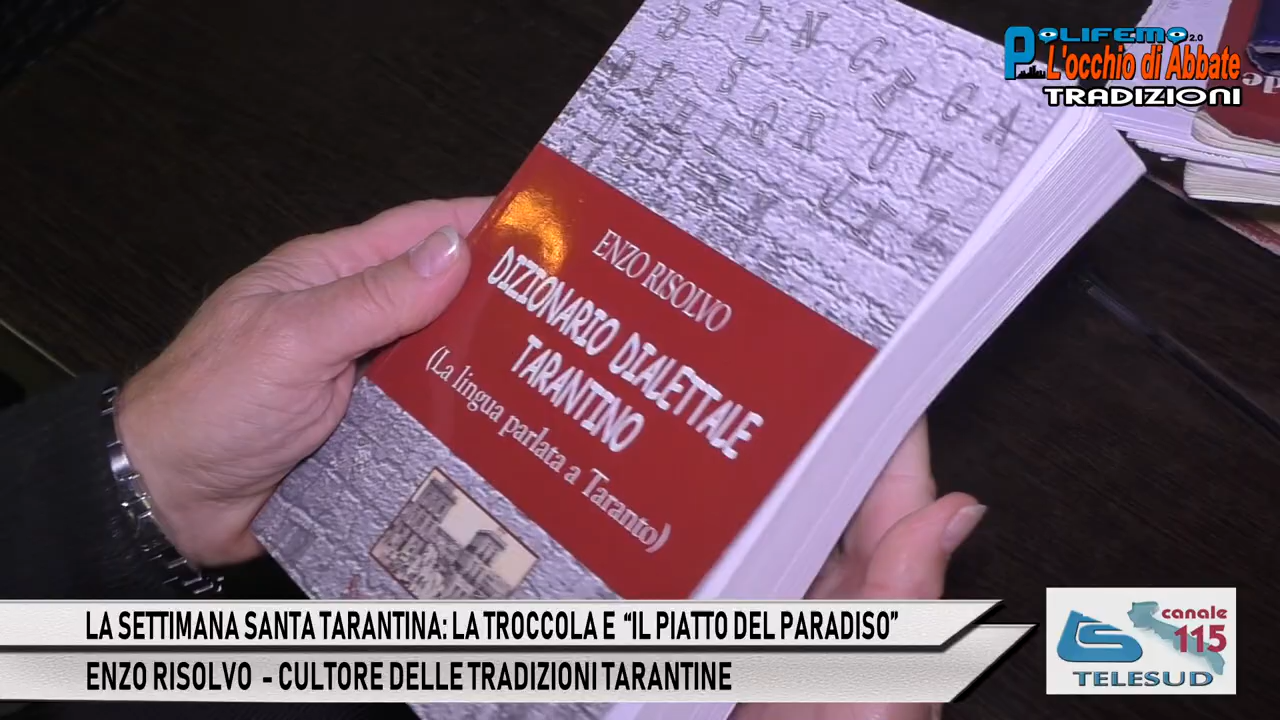 POLIFEMO 2.0
L'occhio di Abbate
TRADIZIONI
ENZO RISOLVO
DIZIONARIO DIALETTALE
TARANTINO
(La lingua parlata a Taranto)
LA SETTIMANA SANTA TARANTINA: LA TROCCOLA E “IL PIATTO DEL PARADISO”
ENZO RISOLVO – CULTORE DELLE TRADIZIONI TARANTINE
canale
115
TELESUD